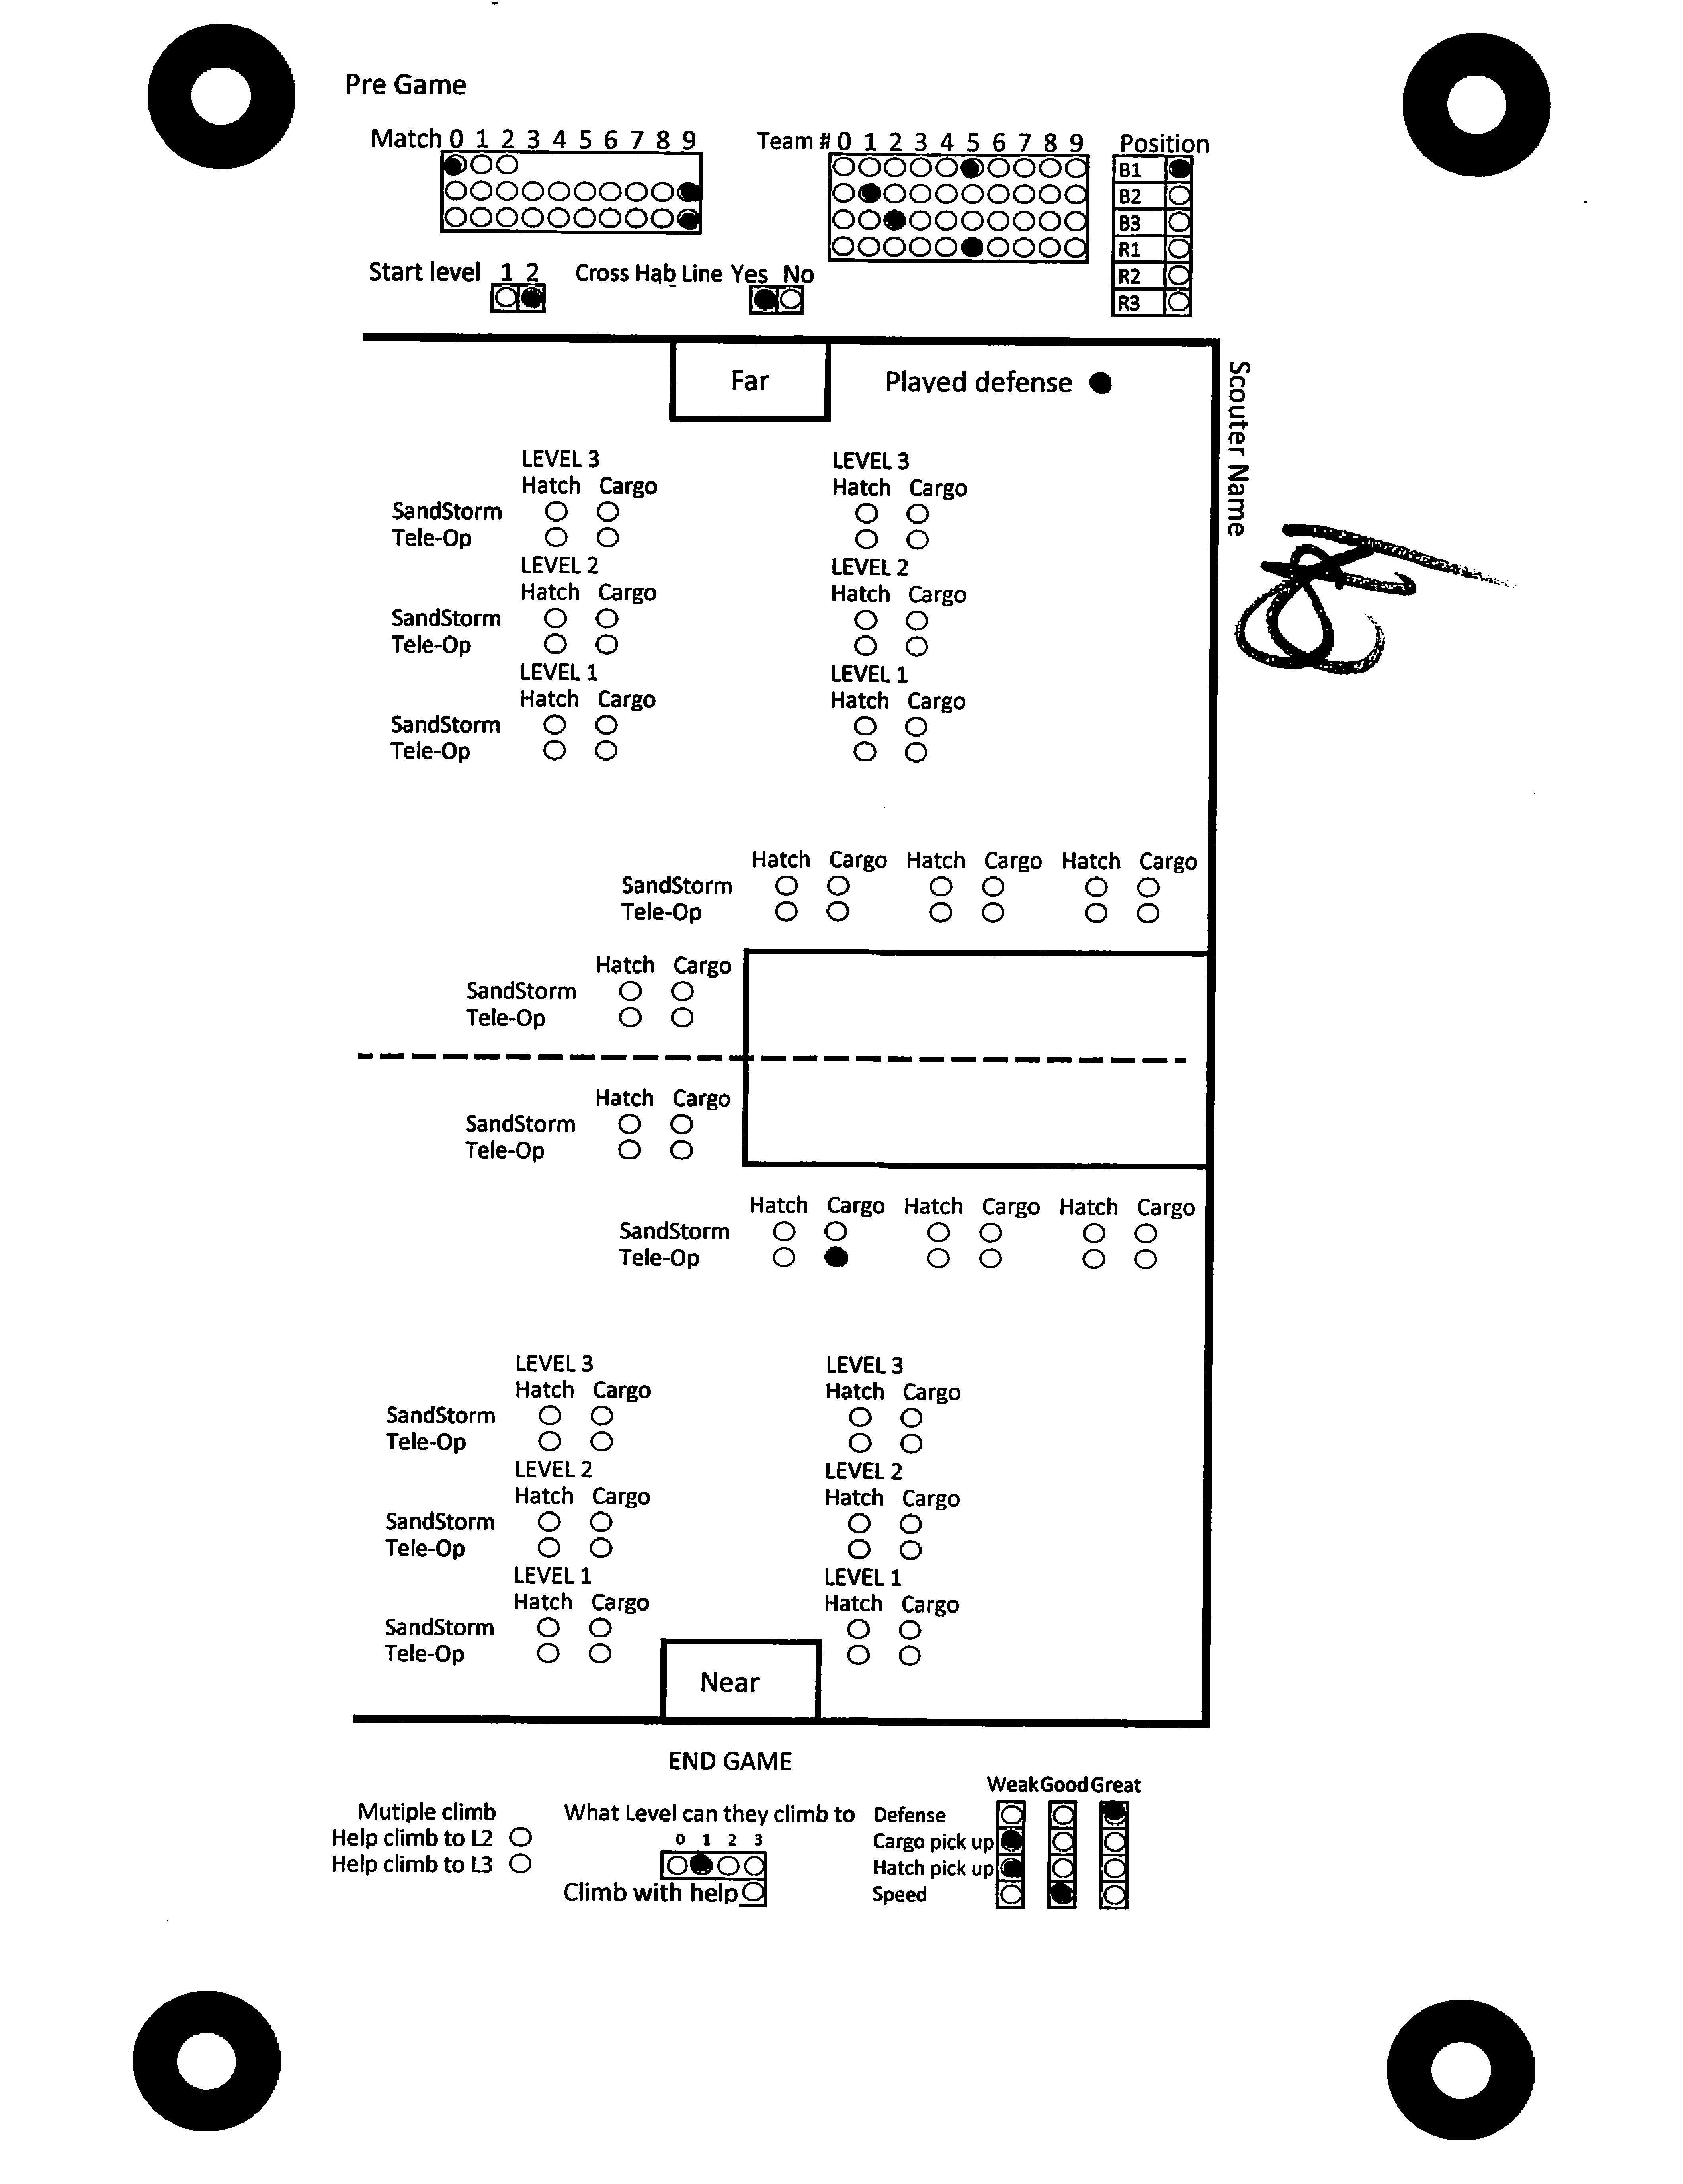 Pre Game
Match 0 1 2 3 4 5 6 7 8 9
Team # 0 1 2 3 4 5 6 7 8 9
Position
B1
B2
B3
R1
R2
R3
Start level 1 2
Cross Hab Line Yes No
Far
Played defense
Scouter Name
LEVEL 3 LEVEL 3
Hatch Cargo Hatch Cargo
SandStorm
Tele-Op
LEVEL 2 LEVEL 2
Hatch Cargo Hatch Cargo
SandStorm
Tele-Op
LEVEL 1 LEVEL 1
Hatch Cargo Hatch Cargo
SandStorm
Tele-Op
Hatch Cargo Hatch Cargo Hatch Cargo
SandStorm
Tele-Op
Hatch Cargo
SandStorm
Tele-Op
Hatch Cargo
SandStorm
Tele-Op
Hatch Cargo Hatch Cargo Hatch Cargo
SandStorm
Tele-Op
LEVEL 3 LEVEL 3
Hatch Cargo Hatch Cargo
SandStorm
Tele-Op
LEVEL 2 LEVEL 2
Hatch Cargo Hatch Cargo
SandStorm
Tele-Op
LEVEL 1 LEVEL 1
Hatch Cargo Hatch Cargo
SandStorm
Tele-Op
Near
END GAME
Mutiple climb
Help climb to L2
Help climb to L3
What Level can they climb to
0 1 2 3
Climb with help
Weak Good Great
Defense
Cargo pick up
Hatch pick up
Speed